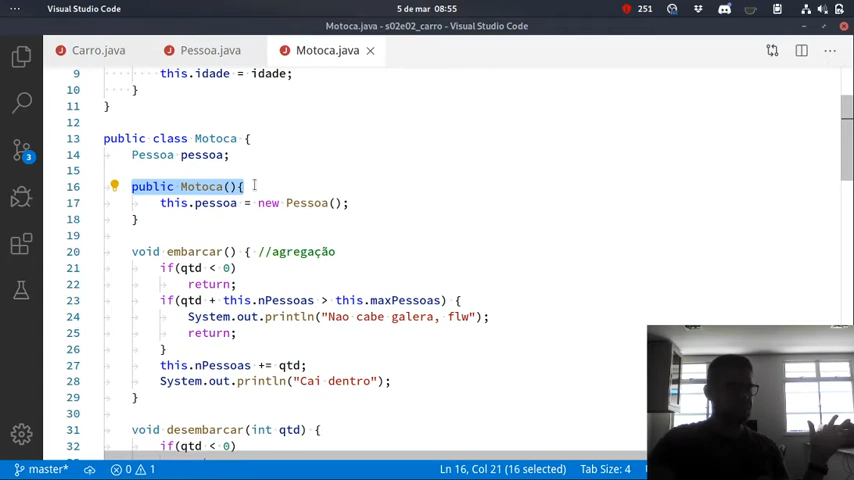 Visual Studio Code
5 de mar 08:55
251
Motoca.java - s02e02_carro - Visual Studio Code
Carro.java
Pessoa.java
Motoca.java
9 this.idade = idade;
10 }
11 }
12
13 public class Motoca {
14 Pessoa pessoa;
15
16 public Motoca(){
17 this.pessoa = new Pessoa();
18 }
19
20 void embarcar() { //agregação
21 if(qtd < 0)
22 return;
23 if(qtd + this.nPessoas > this.maxPessoas) {
24 System.out.println("Nao cabe galera, flw");
25 return;
26 }
27 this.nPessoas += qtd;
28 System.out.println("Cai dentro");
29 }
30
31 void desembarcar(int qtd) {
32 if(qtd < 0)
3
master* 0 1 Ln 16, Col 21 (16 selected) Tab Size: 4